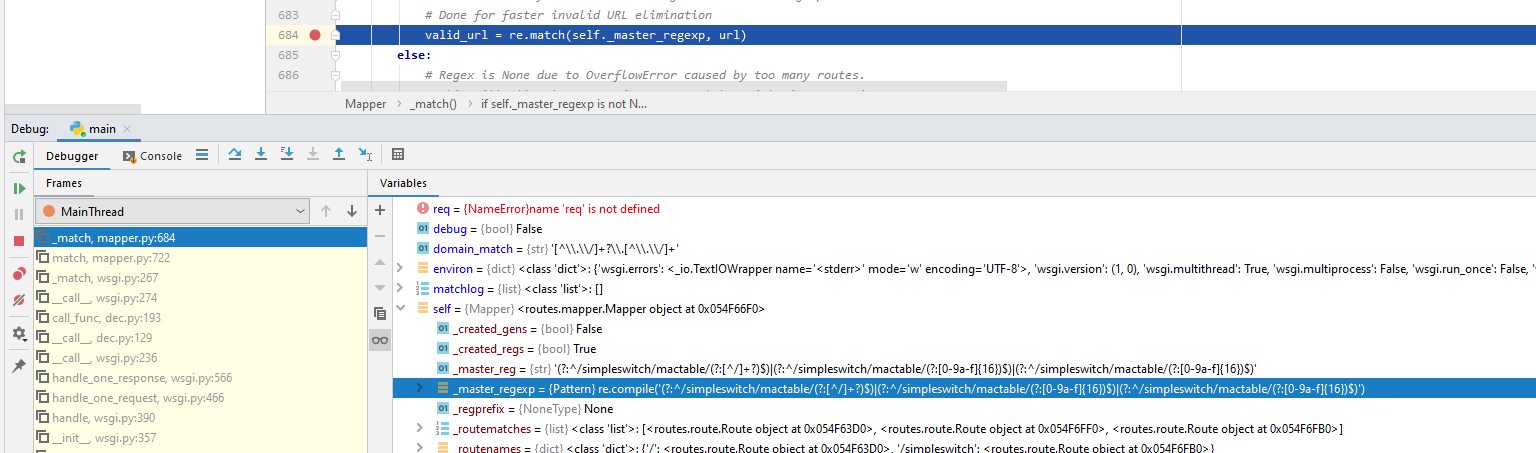 683 # Done for faster invalid URL elimination
684 valid_url = re.match(self._master_regexp, url)
685 else:
686 # Regex is None due to OverflowError caused by too many routes.
Mapper > _match() > if self._master_regexp is not N...
Debug: main ×
Debugger Console
Frames
MainThread
_match, mapper.py:684
match, mapper.py:722
_match, wsgi.py:267
__call__, wsgi.py:274
call_func, dec.py:193
__call__, dec.py:129
__call__, wsgi.py:236
handle_one_response, wsgi.py:566
handle_one_request, wsgi.py:466
handle, wsgi.py:390
__init__, wsgi.py:357
Variables
req = {NameError}name 'req' is not defined
debug = {bool} False
domain_match = {str} '[^\\.\\/]+?\\.[^\\.\\/]+'
environ = {dict} <class 'dict'>: {'wsgi.errors': <_io.TextIOWrapper name='<stderr>' mode='w' encoding='UTF-8'>, 'wsgi.version': (1, 0), 'wsgi.multithread': True, 'wsgi.multiprocess': False, 'wsgi.run_once': False,
matchlog = {list} <class 'list'>: []
self = {Mapper} <routes.mapper.Mapper object at 0x054F66F0>
_created_gens = {bool} False
_created_regs = {bool} True
_master_reg = {str} '(?:^/simpleswitch/mactable/(?:[^/]+?)$)|(?:^/simpleswitch/mactable/(?:[0-9a-f]{16})$)|(?:^/simpleswitch/mactable/(?:[0-9a-f]{16})$)'
_master_regexp = {Pattern} re.compile('(?:^/simpleswitch/mactable/(?:[^/]+?)$)|(?:^/simpleswitch/mactable/(?:[0-9a-f]{16})$)|(?:^/simpleswitch/mactable/(?:[0-9a-f]{16})$)')
_regprefix = {NoneType} None
_routematches = {list} <class 'list'>: [<routes.route.Route object at 0x054F63D0>, <routes.route.Route object at 0x054F6FF0>, <routes.route.Route object at 0x054F6FB0>]
_routenames = {dict} <class 'dict'>: {'/': <routes.route.Route object at 0x054F63D0>, '/simpleswitch': <routes.route.Route object at 0x054F6FB0>}